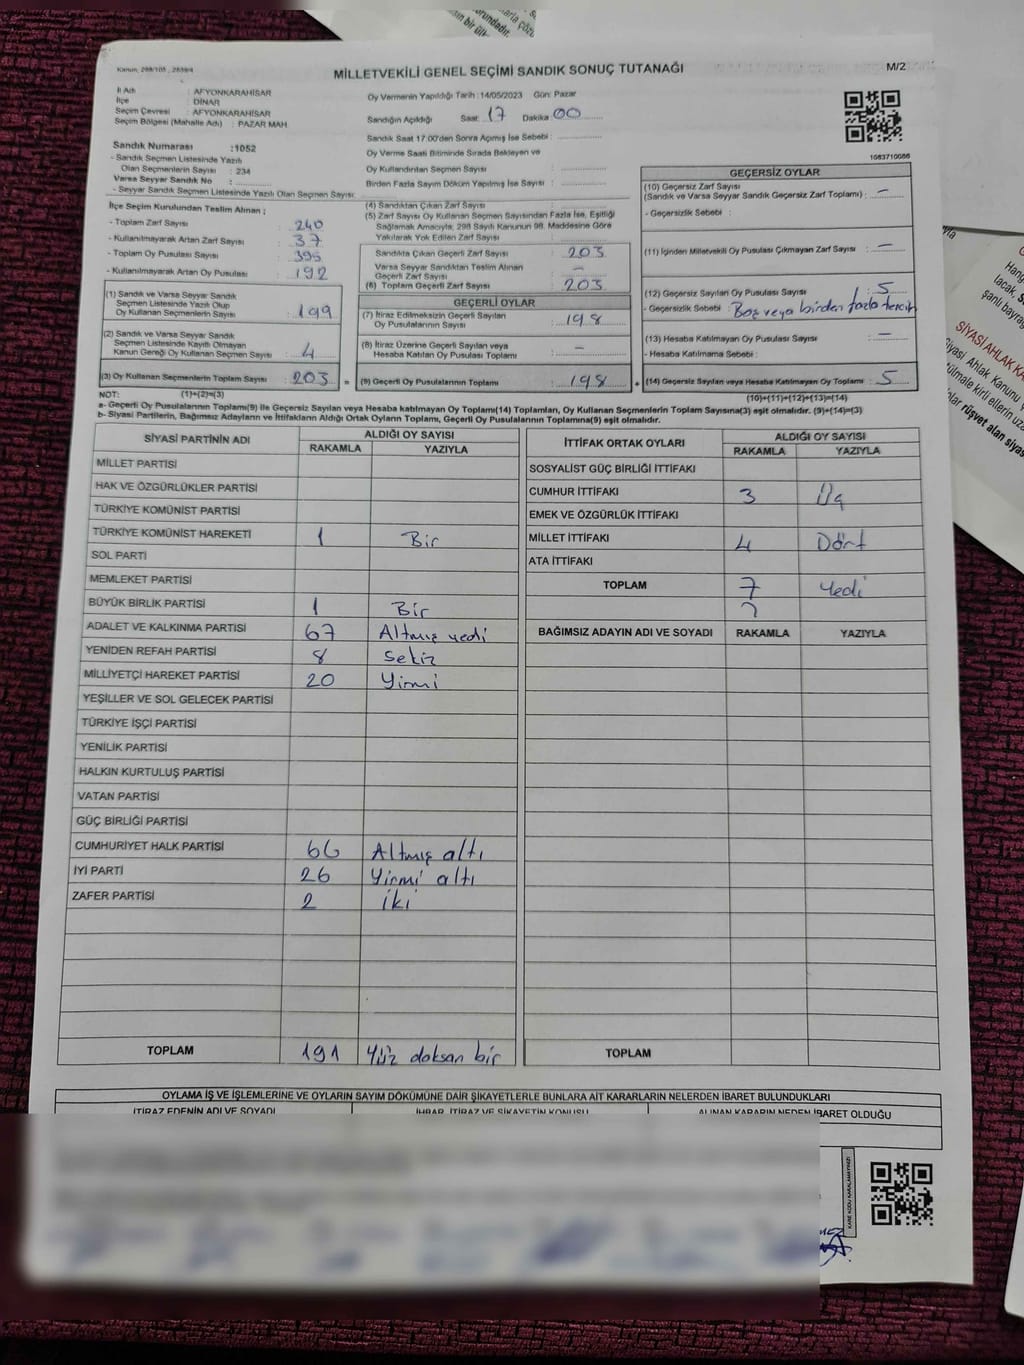 Kanun, 298/105 , 2839/4
MİLLETVEKİLİ GENEL SEÇİMİ SANDIK SONUÇ TUTANAĞI
M/2
İl Adı : AFYONKARAHİSAR
İlçe : DİNAR
Seçim Çevresi : AFYONKARAHİSAR
Seçim Bölgesi (Mahalle Adı) : PAZAR MAH.
Oy Vermenin Yapıldığı Tarih : 14/05/2023 Gün: Pazar
Sandığın Açıldığı Saat: 17 Dakika 00
Sandık Saat 17.00'den Sonra Açımış İse Sebebi :
Oy Verme Saati Bitiminde Sırada Bekleyen ve
Oy Kullandırılan Seçmen Sayısı :
Birden Fazla Sayım Döküm Yapılmış İse Sayısı :
1083710086
Sandık Numarası :1052
- Sandık Seçmen Listesinde Yazılı
Olan Seçmenlerin Sayısı : 234
Varsa Seyyar Sandık No :
- Seyyar Sandık Seçmen Listesinde Yazılı Olan Seçmen Sayısı:
İlçe Seçim Kurulundan Teslim Alınan ;
- Toplam Zarf Sayısı : 240
- Kullanılmayarak Artan Zarf Sayısı : 37
- Toplam Oy Pusulası Sayısı : 395
- Kullanılmayarak Artan Oy Pusulası : 192
(1) Sandık ve Varsa Seyyar Sandık
Seçmen Listesinde Yazılı Olup
Oy Kullanan Seçmenlerin Sayısı : 199
(2) Sandık ve Varsa Seyyar Sandık
Seçmen Listesinde Kayıtlı Olmayan
Kanun Gereği Oy Kullanan Seçmen Sayısı : 4
(3) Oy Kullanan Seçmenlerin Toplam Sayısı : 203 =
(4) Sandıktan Çıkan Zarf Sayısı :
(5) Zarf Sayısı Oy Kullanan Seçmen Sayısından Fazla İse, Eşitliği
Sağlamak Amacıyla; 298 Sayılı Kanunun 98. Maddesine Göre
Yakılarak Yok Edilen Zarf Sayısı : —
Sandıkta Çıkan Geçerli Zarf Sayısı : 203
Varsa Seyyar Sandıktan Teslim Alınan
Geçerli Zarf Sayısı : —
(6) Toplam Geçerli Zarf Sayısı : 203
GEÇERLİ OYLAR
(7) İtiraz Edilmeksizin Geçerli Sayılan
Oy Pusulalarının Sayısı : 198
(8) İtiraz Üzerine Geçerli Sayılan veya
Hesaba Katılan Oy Pusulası Toplamı : —
(9) Geçerli Oy Pusulalarının Toplamı : 198 +
GEÇERSİZ OYLAR
(10) Geçersiz Zarf Sayısı
(Sandık ve Varsa Seyyar Sandık Geçersiz Zarf Toplamı) : —
- Geçersizlik Sebebi :
(11) İçinden Milletvekili Oy Pusulası Çıkmayan Zarf Sayısı : —
(12) Geçersiz Sayılan Oy Pusulası Sayısı : 5
- Geçersizlik Sebebi : Boş veya birden fazla tercih
(13) Hesaba Katılmayan Oy Pusulası Sayısı : —
- Hesaba Katılmama Sebebi :
(14) Geçersiz Sayılan veya Hesaba Katılmayan Oy Toplamı : 5
NOT: (1)+(2)=(3)
(10)+(11)+(12)+(13)=(14)
a- Geçerli Oy Pusulalarının Toplamı(9) ile Geçersiz Sayılan veya Hesaba katılmayan Oy Toplamı(14) Toplamları, Oy Kullanan Seçmenlerin Toplam Sayısına(3) eşit olmalıdır. (9)+(14)=(3)
b- Siyasi Partilerin, Bağımsız Adayların ve İttifakların Aldığı Ortak Oyların Toplamı, Geçerli Oy Pusulalarının Toplamına(9) eşit olmalıdır.
SİYASİ PARTİNİN ADI ALDIĞI OY SAYISI
RAKAMLA YAZIYLA
MİLLET PARTİSİ
HAK VE ÖZGÜRLÜKLER PARTİSİ
TÜRKİYE KOMÜNİST PARTİSİ
TÜRKİYE KOMÜNİST HAREKETİ 1 Bir
SOL PARTİ
MEMLEKET PARTİSİ
BÜYÜK BİRLİK PARTİSİ 1 Bir
ADALET VE KALKINMA PARTİSİ 67 Altmış yedi
YENİDEN REFAH PARTİSİ 8 Sekiz
MİLLİYETÇİ HAREKET PARTİSİ 20 Yirmi
YEŞİLLER VE SOL GELECEK PARTİSİ
TÜRKİYE İŞÇİ PARTİSİ
YENİLİK PARTİSİ
HALKIN KURTULUŞ PARTİSİ
VATAN PARTİSİ
GÜÇ BİRLİĞİ PARTİSİ
CUMHURİYET HALK PARTİSİ 66 Altmış altı
İYİ PARTİ 26 Yirmi altı
ZAFER PARTİSİ 2 İki
TOPLAM 191 Yüz doksan bir
İTTİFAK ORTAK OYLARI ALDIĞI OY SAYISI
RAKAMLA YAZIYLA
SOSYALİST GÜÇ BİRLİĞİ İTTİFAKI
CUMHUR İTTİFAKI 3 Üç
EMEK VE ÖZGÜRLÜK İTTİFAKI
MİLLET İTTİFAKI 4 Dört
ATA İTTİFAKI
TOPLAM 7 Yedi
BAĞIMSIZ ADAYIN ADI VE SOYADI RAKAMLA YAZIYLA
TOPLAM
OYLAMA İŞ VE İŞLEMLERİNE VE OYLARIN SAYIM DÖKÜMÜNE DAİR ŞİKAYETLERLE BUNLARA AİT KARARLARIN NELERDEN İBARET BULUNDUKLARI
İTİRAZ EDENİN ADI VE SOYADI İHBAR, İTİRAZ VE ŞİKAYETİN KONUSU ALINAN KARARIN NEDEN İBARET OLDUĞU
KARE KODU KARALAMAYINIZ!
SİYASİ AHLAK KA
Siyasi Ahlak Kanunu
rüşvet alan siyas